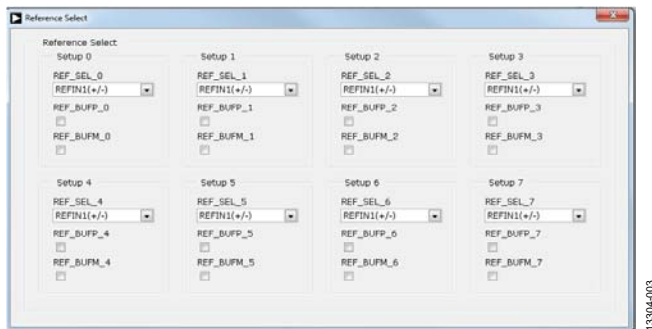 Reference Select
Reference Select
Setup 0
REF_SEL_0
REFIN1(+/-)
REF_BUFP_0
REF_BUFM_0
Setup 1
REF_SEL_1
REFIN1(+/-)
REF_BUFP_1
REF_BUFM_1
Setup 2
REF_SEL_2
REFIN1(+/-)
REF_BUFP_2
REF_BUFM_2
Setup 3
REF_SEL_3
REFIN1(+/-)
REF_BUFP_3
REF_BUFM_3
Setup 4
REF_SEL_4
REFIN1(+/-)
REF_BUFP_4
REF_BUFM_4
Setup 5
REF_SEL_5
REFIN1(+/-)
REF_BUFP_5
REF_BUFM_5
Setup 6
REF_SEL_6
REFIN1(+/-)
REF_BUFP_6
REF_BUFM_6
Setup 7
REF_SEL_7
REFIN1(+/-)
REF_BUFP_7
REF_BUFM_7
13304-003